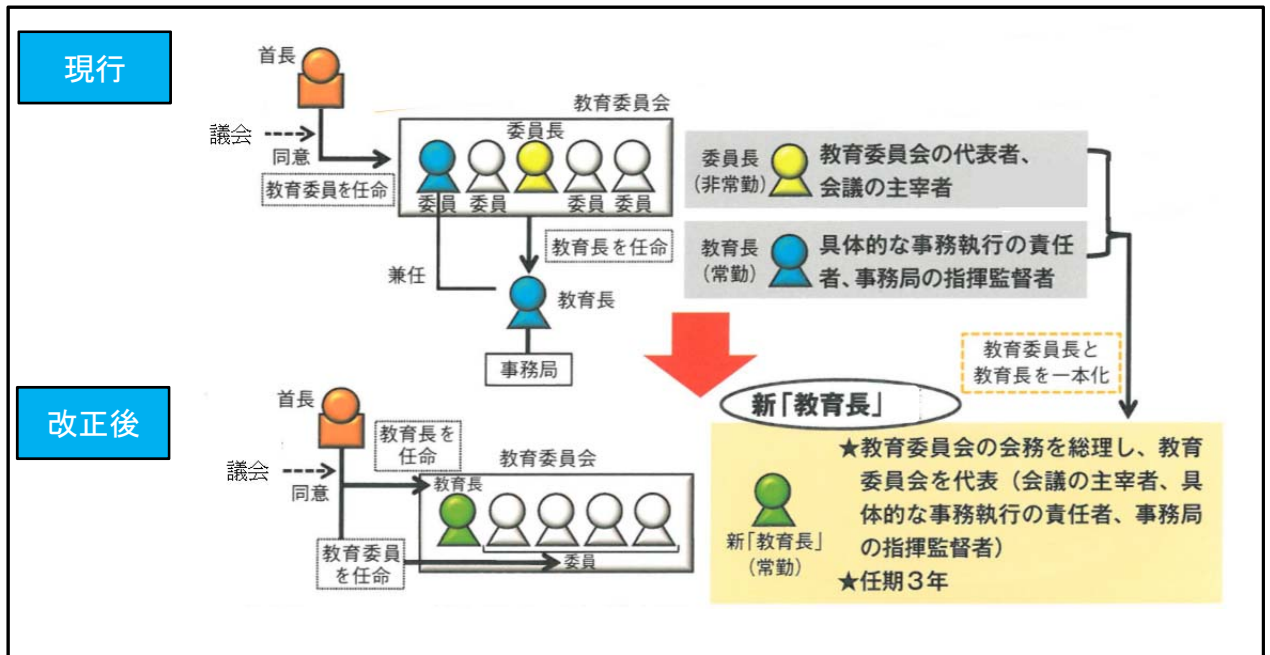 現行
首長
議会
同意
教育委員を任命
教育委員会
委員長
委員 委員 委員 委員
教育長を任命
兼任
教育長
事務局
委員長
(非常勤)
教育委員会の代表者、
会議の主宰者
教育長
(常勤)
具体的な事務執行の責任
者、事務局の指揮監督者
教育委員長と
教育長を一本化
改正後
首長
議会
同意
教育長を
任命
教育委員
を任命
教育委員会
教育長
委員
新「教育長」
新「教育長」
(常勤)
★教育委員会の会務を総理し、教育
委員会を代表（会議の主宰者、具
体的な事務執行の責任者、事務局
の指揮監督者）
★任期３年